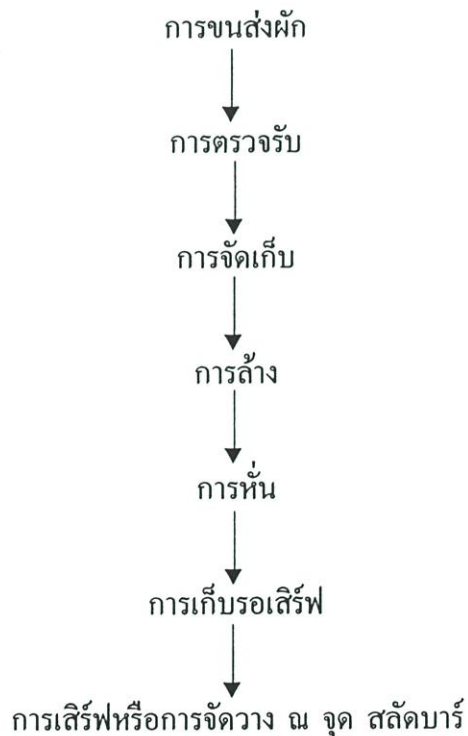 การขนส่งผัก
การตรวจรับ
การจัดเก็บ
การล้าง
การหั่น
การเก็บรอเสิร์ฟ
การเสิร์ฟหรือการจัดวาง ณ จุด สลัดบาร์